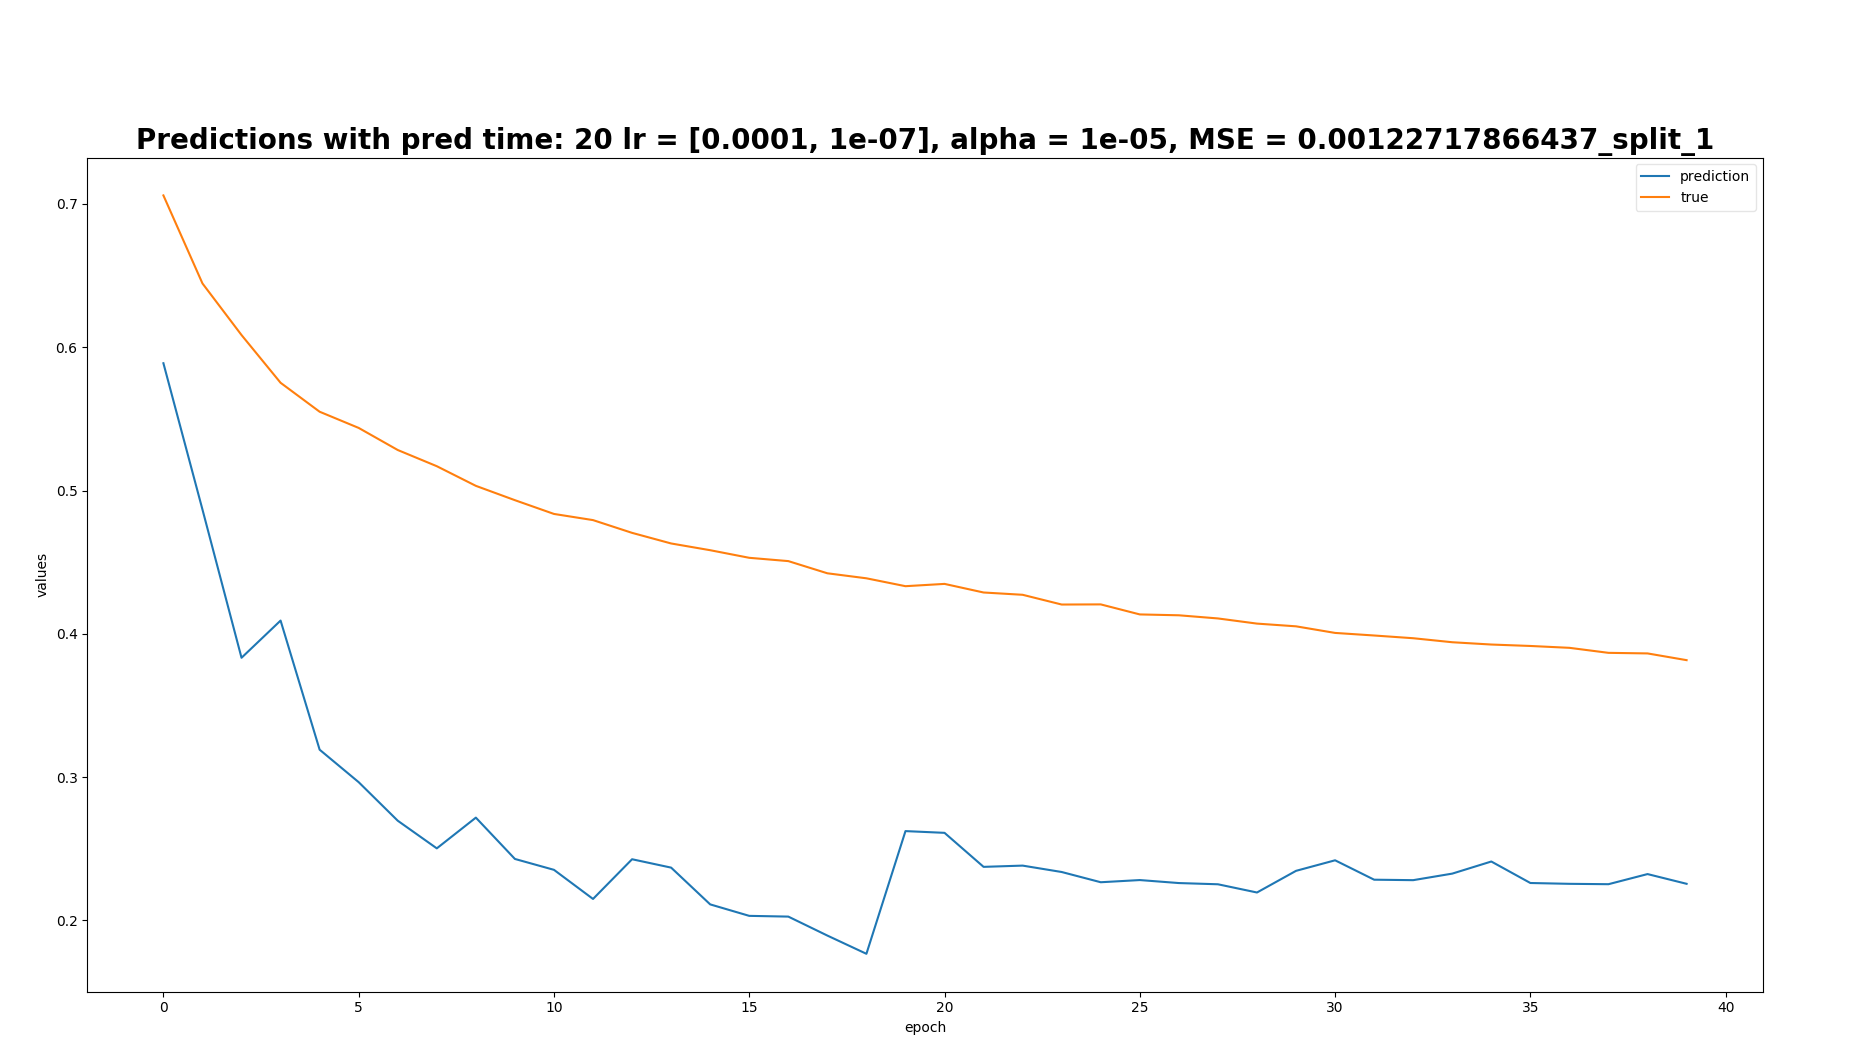 Predictions with pred time: 20 lr = [0.0001, 1e-07], alpha = 1e-05, MSE = 0.00122717866437_split_1
prediction
true
0.7
0.6
0.5
0.4
0.3
0.2
values
0 5 10 15 20 25 30 35 40
epoch